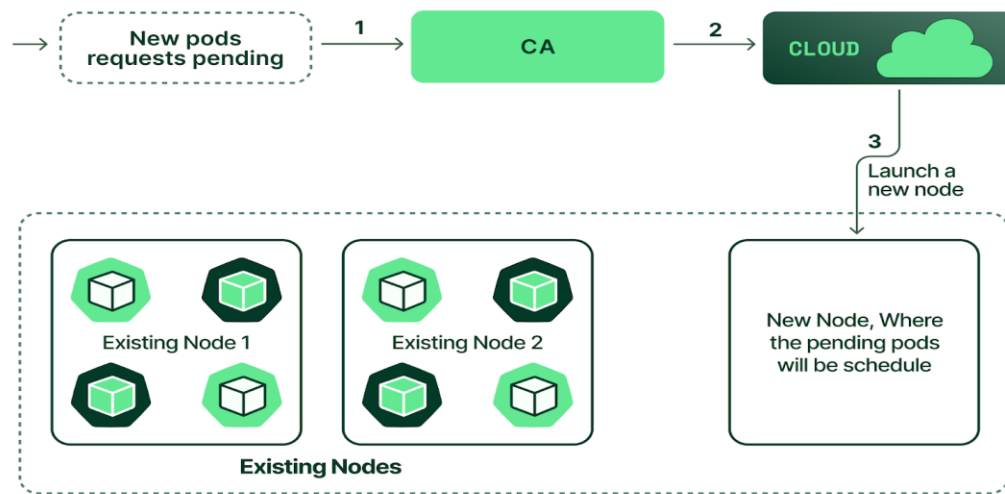 New pods
requests pending
1
CA
2
CLOUD
3
Launch a
new node
Existing Node 1
Existing Node 2
New Node, Where
the pending pods
will be schedule
Existing Nodes